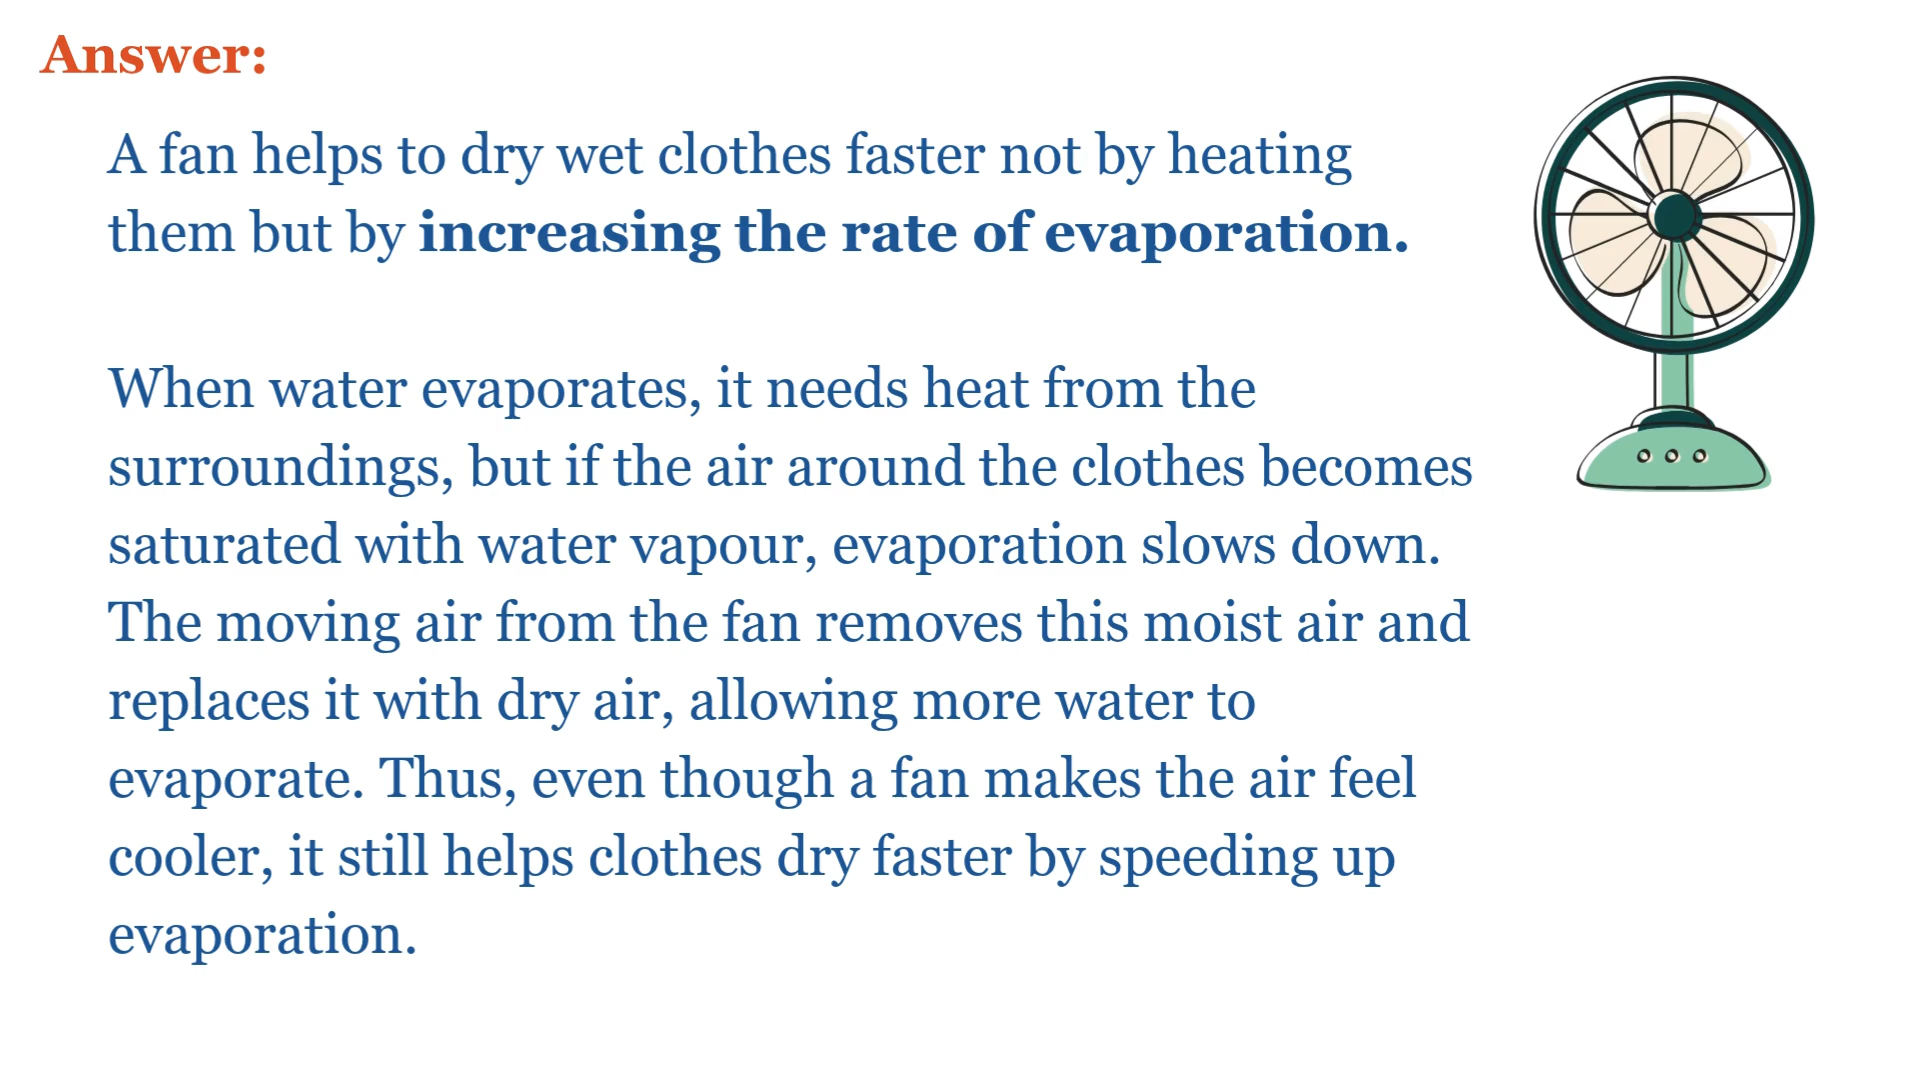 Answer:
A fan helps to dry wet clothes faster not by heating
them but by increasing the rate of evaporation.
When water evaporates, it needs heat from the
surroundings, but if the air around the clothes becomes
saturated with water vapour, evaporation slows down.
The moving air from the fan removes this moist air and
replaces it with dry air, allowing more water to
evaporate. Thus, even though a fan makes the air feel
cooler, it still helps clothes dry faster by speeding up
evaporation.